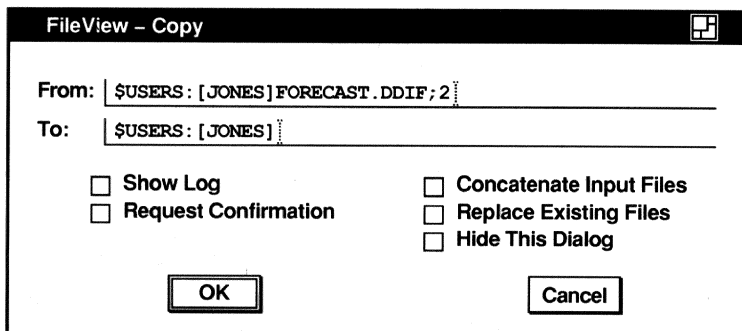 FileView – Copy
From: $USERS:[JONES]FORECAST.DDIF;2
To: $USERS:[JONES]
Show Log
Concatenate Input Files
Request Confirmation
Replace Existing Files
Hide This Dialog
OK
Cancel